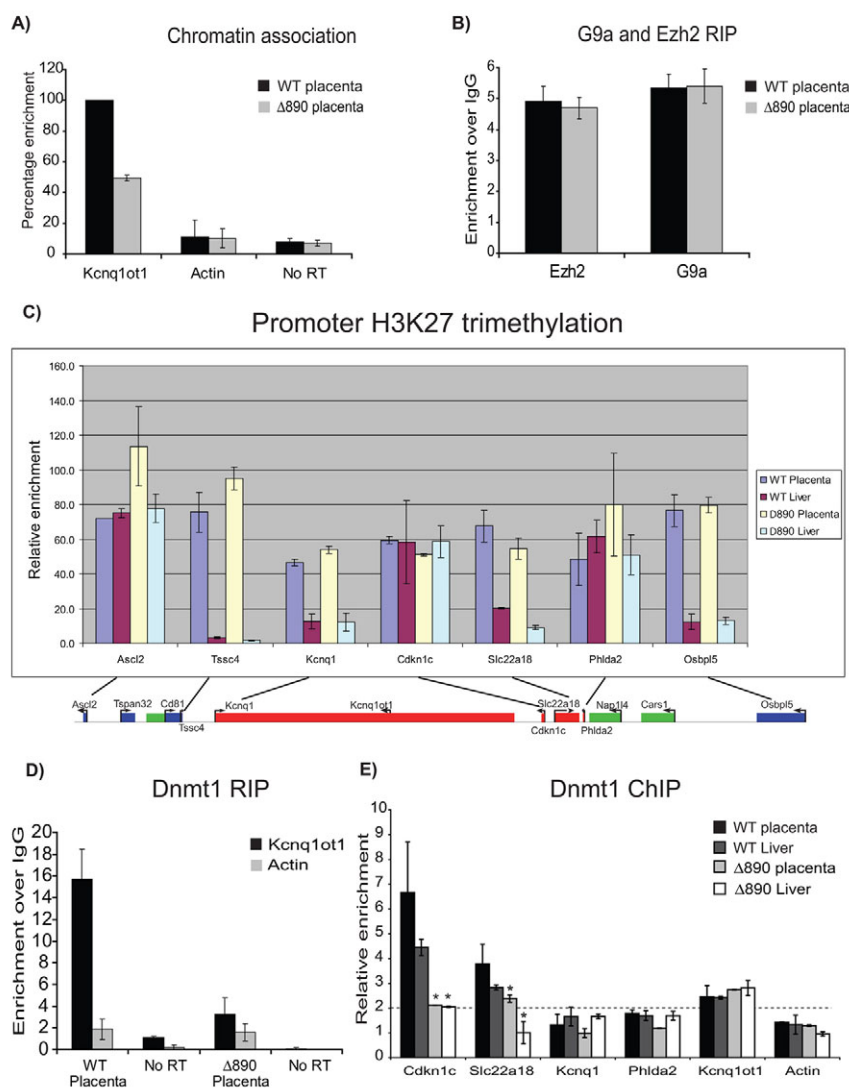 A)
Chromatin association
Percentage enrichment
120
100
80
60
40
20
0
WT placenta
Δ890 placenta
Kcnq1ot1
Actin
No RT
B)
G9a and Ezh2 RIP
Enrichment over IgG
7
6
5
4
3
2
1
0
WT placenta
Δ890 placenta
Ezh2
G9a
C)
Promoter H3K27 trimethylation
Relative enrichment
160.0
140.0
120.0
100.0
80.0
60.0
40.0
20.0
0.0
WT Placenta
WT Liver
D890 Placenta
D890 Liver
Ascl2
Tssc4
Kcnq1
Cdkn1c
Slc22a18
Phlda2
Osbpl5
Ascl2
Tspan32
Cd81
Tssc4
Kcnq1
Kcnq1ot1
Cdkn1c
Slc22a18
Phlda2
Nap1l4
Cars1
Osbpl5
D)
Dnmt1 RIP
Enrichment over IgG
20
18
16
14
12
10
8
6
4
2
0
Kcnq1ot1
Actin
WT
Placenta
No RT
Δ890
Placenta
No RT
E)
Dnmt1 ChIP
Relative enrichment
10
9
8
7
6
5
4
3
2
1
0
WT placenta
WT Liver
Δ890 placenta
Δ890 Liver
* *
*
*
Cdkn1c
Slc22a18
Kcnq1
Phlda2
Kcnq1ot1
Actin